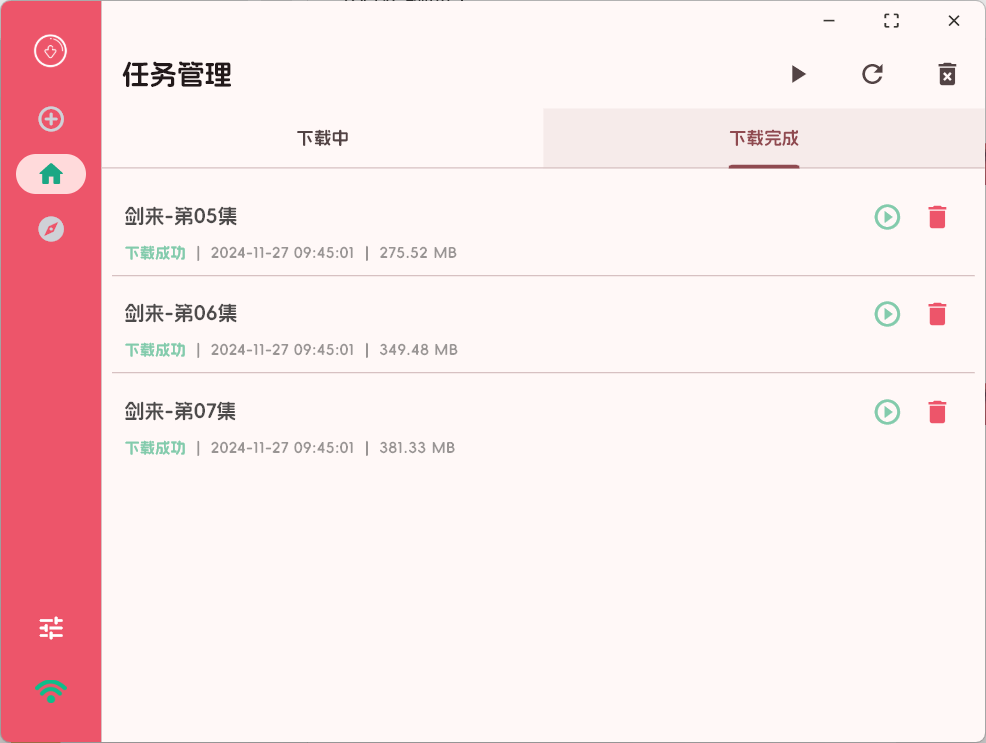 任务管理
下载中
下载完成
剑来-第05集
下载成功 | 2024-11-27 09:45:01 | 275.52 MB
剑来-第06集
下载成功 | 2024-11-27 09:45:01 | 349.48 MB
剑来-第07集
下载成功 | 2024-11-27 09:45:01 | 381.33 MB